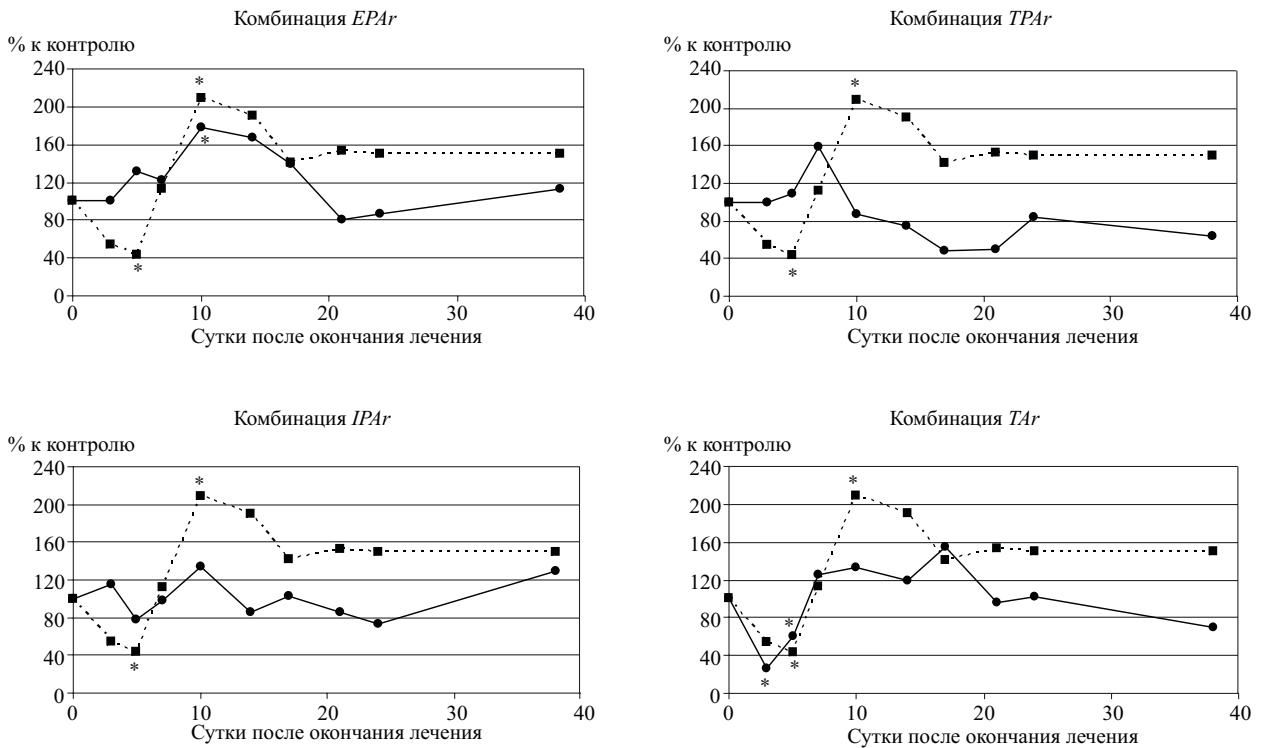 Комбинация EPAr
% к контролю
240
200
160
120
80
40
0
0 10 20 30 40
Сутки после окончания лечения
* * *
Комбинация TPAr
% к контролю
240
200
160
120
80
40
0
0 10 20 30 40
Сутки после окончания лечения
* *
Комбинация IPAr
% к контролю
240
200
160
120
80
40
0
0 10 20 30 40
Сутки после окончания лечения
* *
Комбинация TAr
% к контролю
240
200
160
120
80
40
0
0 10 20 30 40
Сутки после окончания лечения
* * * *